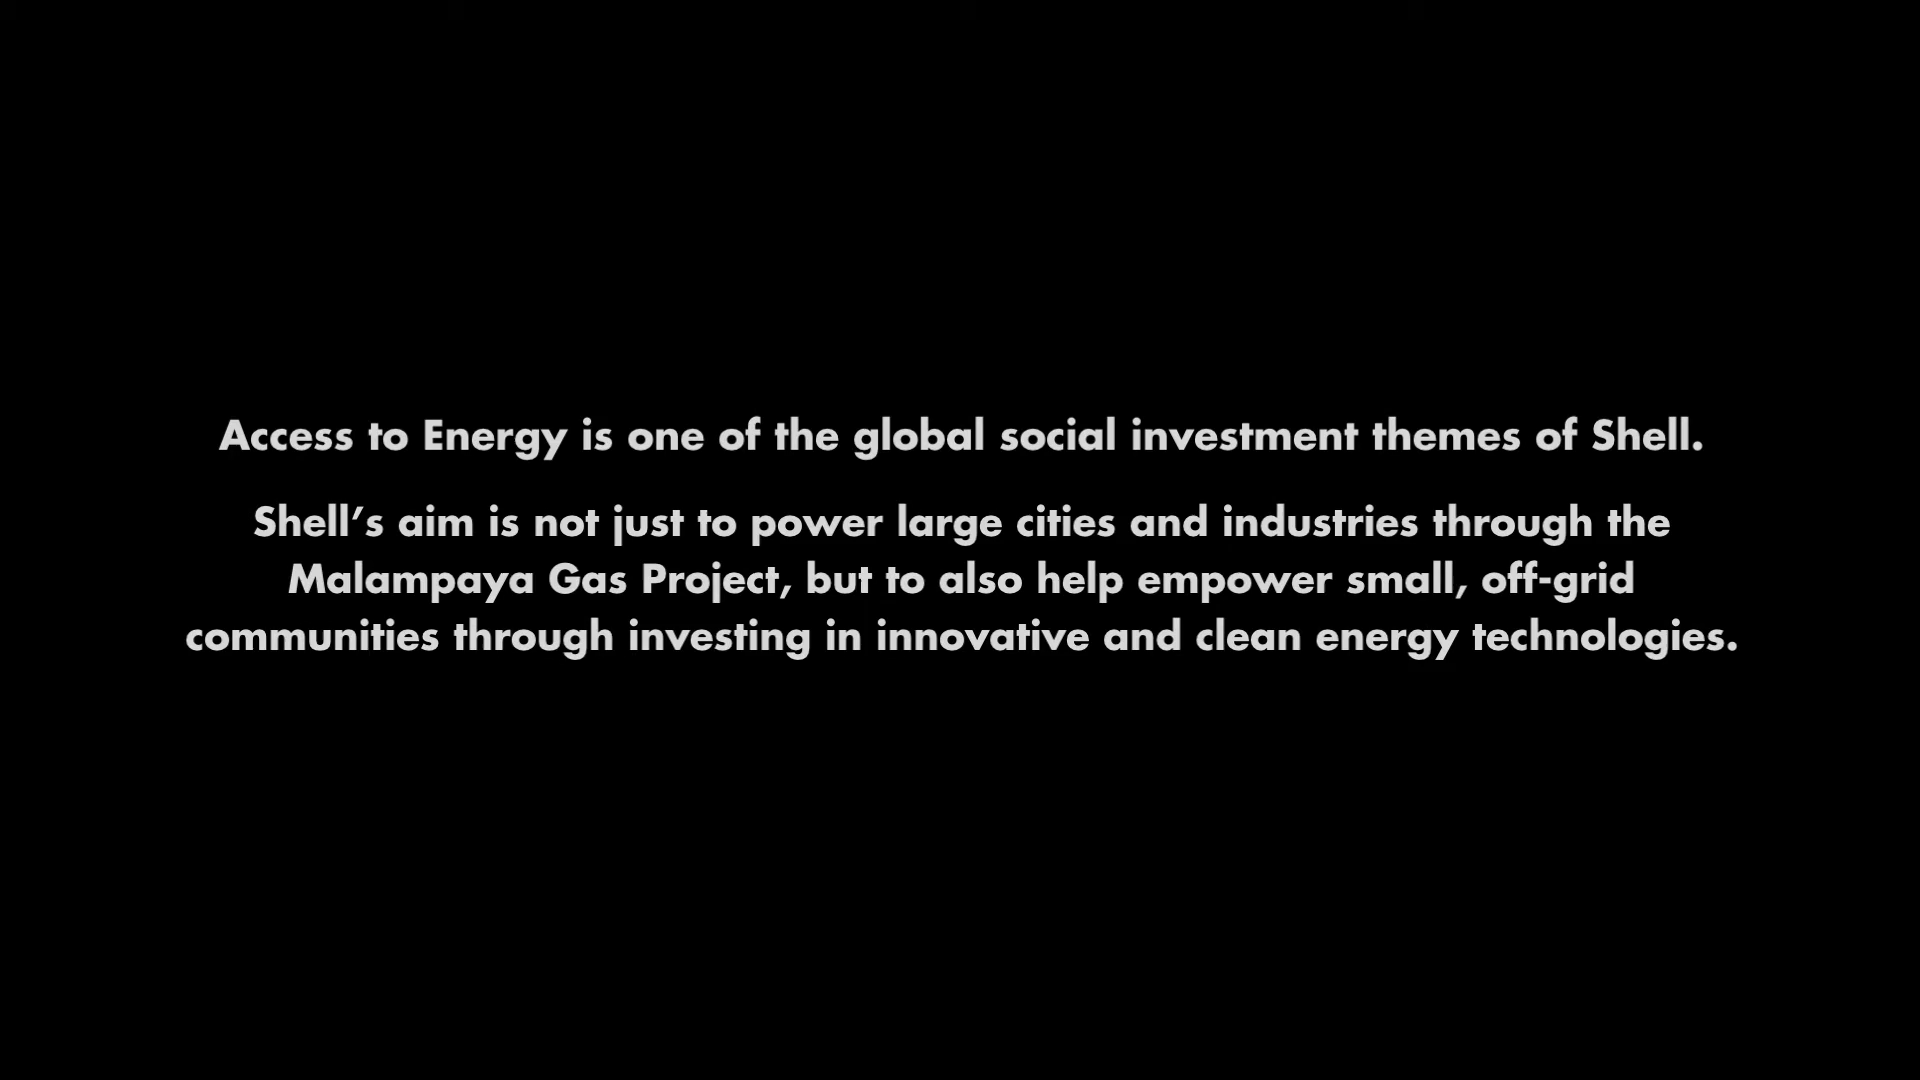 Access to Energy is one of the global social investment themes of Shell.
Shell’s aim is not just to power large cities and industries through the
Malampaya Gas Project, but to also help empower small, off-grid
communities through investing in innovative and clean energy technologies.